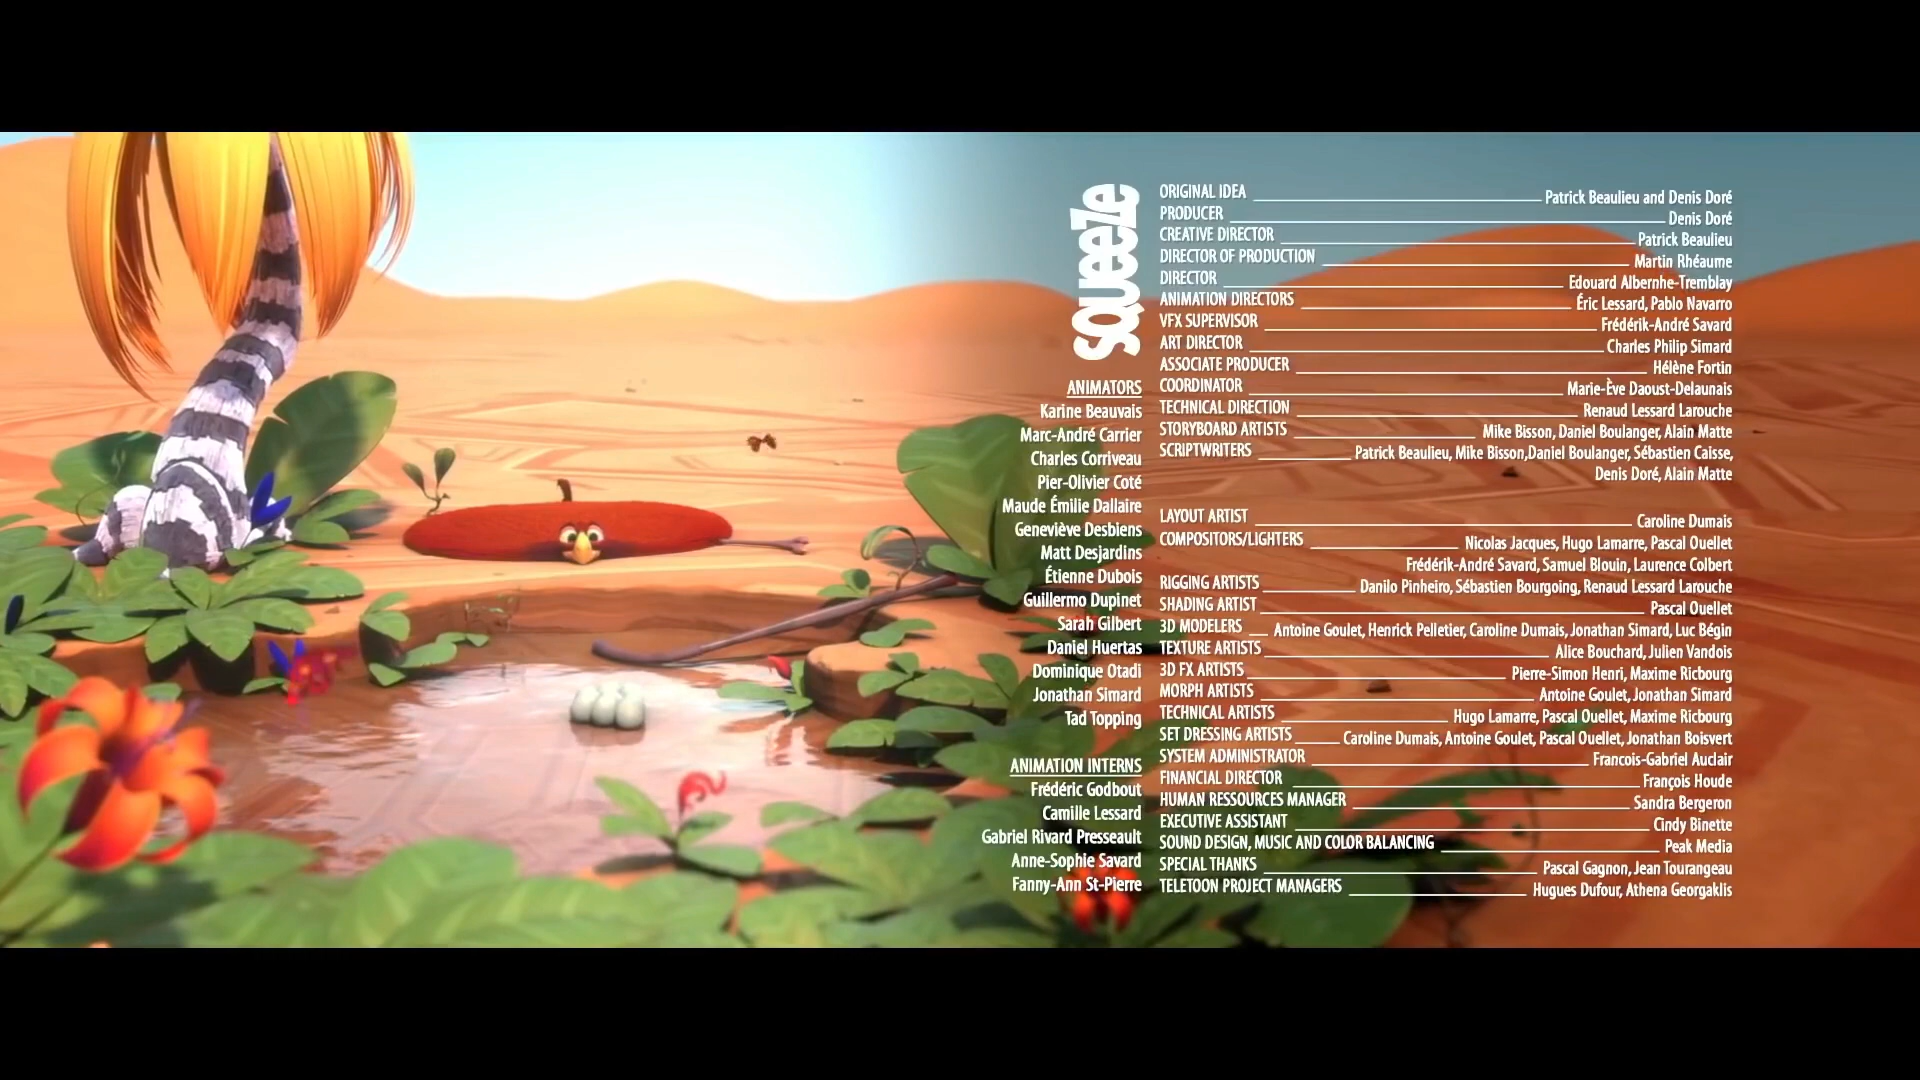 squeeze
ANIMATORS
Karine Beauvais
Marc-André Carrier
Charles Corriveau
Pier-Olivier Coté
Maude Émilie Dallaire
Geneviève Desbiens
Matt Desjardins
Étienne Dubois
Guillermo Dupinet
Sarah Gilbert
Daniel Huertas
Dominique Otadi
Jonathan Simard
Tad Topping
ANIMATION INTERNS
Frédéric Godbout
Camille Lessard
Gabriel Rivard Presseault
Anne-Sophie Savard
Fanny-Ann St-Pierre
ORIGINAL IDEA Patrick Beaulieu and Denis Doré
PRODUCER Denis Doré
CREATIVE DIRECTOR Patrick Beaulieu
DIRECTOR OF PRODUCTION Martin Rhéaume
DIRECTOR Edouard Albernhe-Tremblay
ANIMATION DIRECTORS Éric Lessard, Pablo Navarro
VFX SUPERVISOR Frédérik-André Savard
ART DIRECTOR Charles Philip Simard
ASSOCIATE PRODUCER Hélène Fortin
COORDINATOR Marie-Ève Daoust-Delaunais
TECHNICAL DIRECTION Renaud Lessard Larouche
STORYBOARD ARTISTS Mike Bisson, Daniel Boulanger, Alain Matte
SCRIPTWRITERS Patrick Beaulieu, Mike Bisson,Daniel Boulanger, Sébastien Caisse,
Denis Doré, Alain Matte
LAYOUT ARTIST Caroline Dumais
COMPOSITORS/LIGHTERS Nicolas Jacques, Hugo Lamarre, Pascal Ouellet
Frédérik-André Savard, Samuel Blouin, Laurence Colbert
RIGGING ARTISTS Danilo Pinheiro, Sébastien Bourgoing, Renaud Lessard Larouche
SHADING ARTIST Pascal Ouellet
3D MODELERS Antoine Goulet, Henrick Pelletier, Caroline Dumais, Jonathan Simard, Luc Bégin
TEXTURE ARTISTS Alice Bouchard, Julien Vandois
3D FX ARTISTS Pierre-Simon Henri, Maxime Ricbourg
MORPH ARTISTS Antoine Goulet, Jonathan Simard
TECHNICAL ARTISTS Hugo Lamarre, Pascal Ouellet, Maxime Ricbourg
SET DRESSING ARTISTS Caroline Dumais, Antoine Goulet, Pascal Ouellet, Jonathan Boisvert
SYSTEM ADMINISTRATOR Francois-Gabriel Auclair
FINANCIAL DIRECTOR François Houde
HUMAN RESSOURCES MANAGER Sandra Bergeron
EXECUTIVE ASSISTANT Cindy Binette
SOUND DESIGN, MUSIC AND COLOR BALANCING Peak Media
SPECIAL THANKS Pascal Gagnon, Jean Tourangeau
TELETOON PROJECT MANAGERS Hugues Dufour, Athena Georgaklis